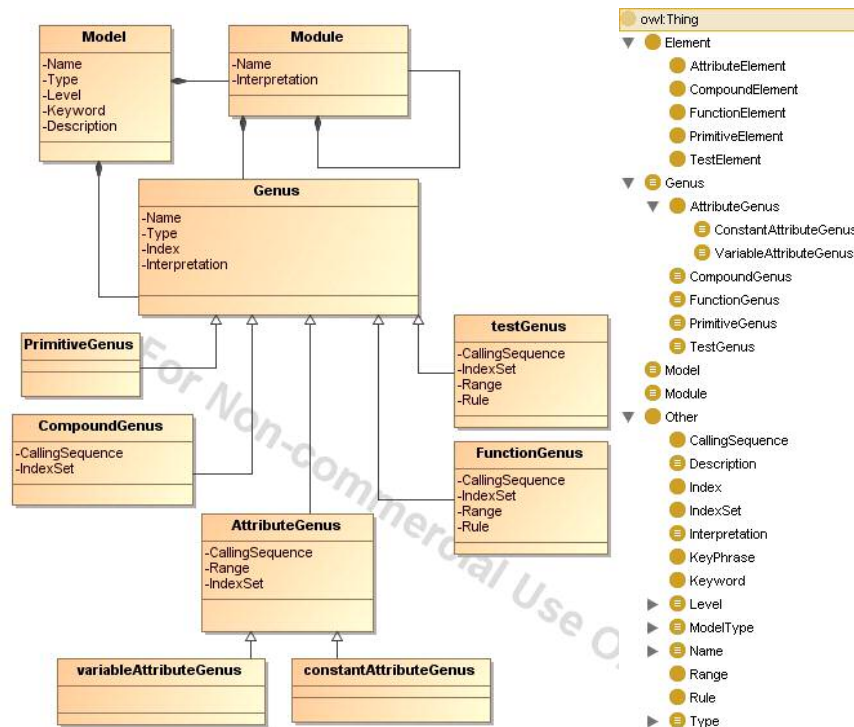 Model
-Name
-Type
-Level
-Keyword
-Description
Module
-Name
-Interpretation
Genus
-Name
-Type
-Index
-Interpretation
PrimitiveGenus
CompoundGenus
-CallingSequence
-IndexSet
testGenus
-CallingSequence
-IndexSet
-Range
-Rule
FunctionGenus
-CallingSequence
-IndexSet
-Range
-Rule
AttributeGenus
-CallingSequence
-Range
-IndexSet
variableAttributeGenus
constantAttributeGenus
For Non-commercial Use O
owl:Thing
Element
AttributeElement
CompoundElement
FunctionElement
PrimitiveElement
TestElement
Genus
AttributeGenus
ConstantAttributeGenus
VariableAttributeGenus
CompoundGenus
FunctionGenus
PrimitiveGenus
TestGenus
Model
Module
Other
CallingSequence
Description
Index
IndexSet
Interpretation
KeyPhrase
Keyword
Level
ModelType
Name
Range
Rule
Type